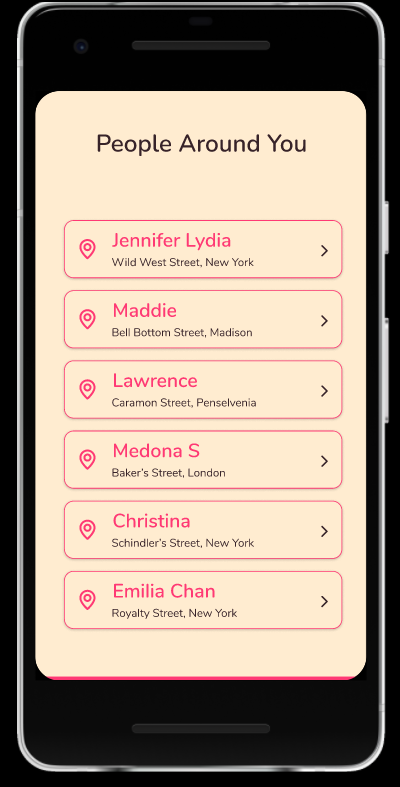 People Around You
Jennifer Lydia
Wild West Street, New York
Maddie
Bell Bottom Street, Madison
Lawrence
Caramon Street, Penselvenia
Medona S
Baker's Street, London
Christina
Schindler's Street, New York
Emilia Chan
Royalty Street, New York